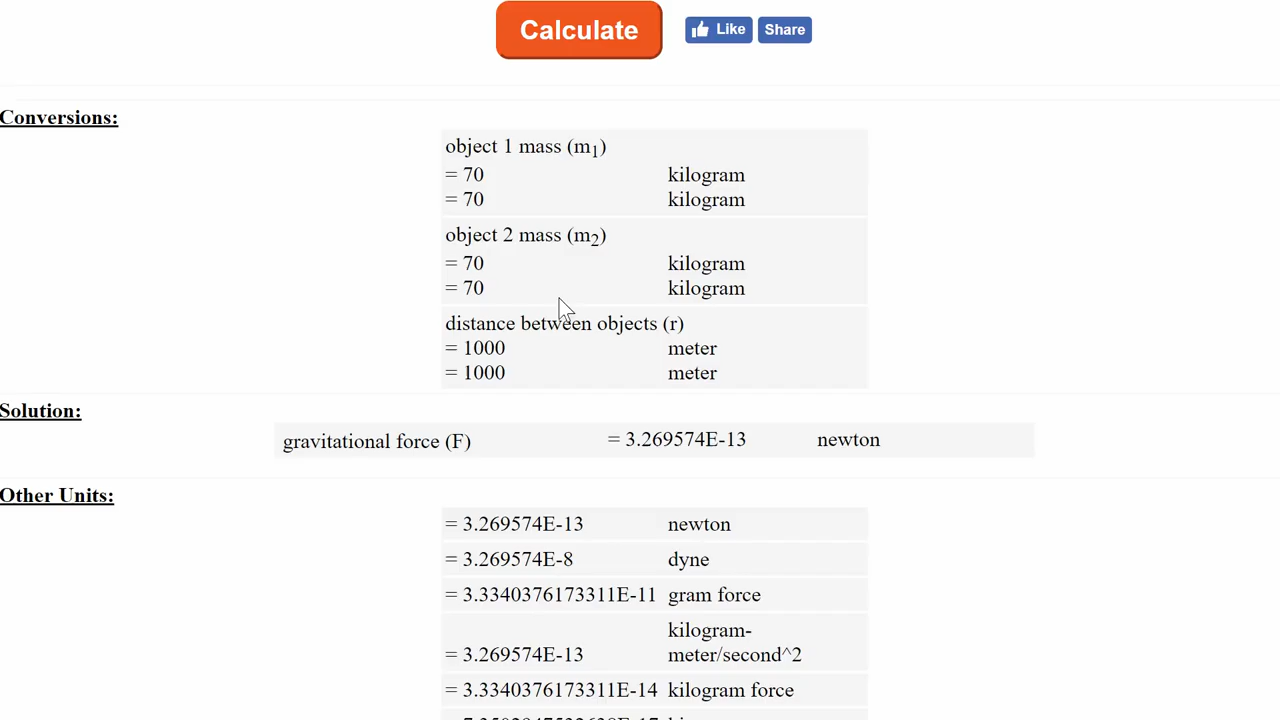 Calculate
Like Share
Conversions:
object 1 mass (m1)
= 70 kilogram
= 70 kilogram
object 2 mass (m2)
= 70 kilogram
= 70 kilogram
distance between objects (r)
= 1000 meter
= 1000 meter
Solution:
gravitational force (F) = 3.269574E-13 newton
Other Units:
= 3.269574E-13 newton
= 3.269574E-8 dyne
= 3.3340376173311E-11 gram force
kilogram-
= 3.269574E-13 meter/second^2
= 3.3340376173311E-14 kilogram force